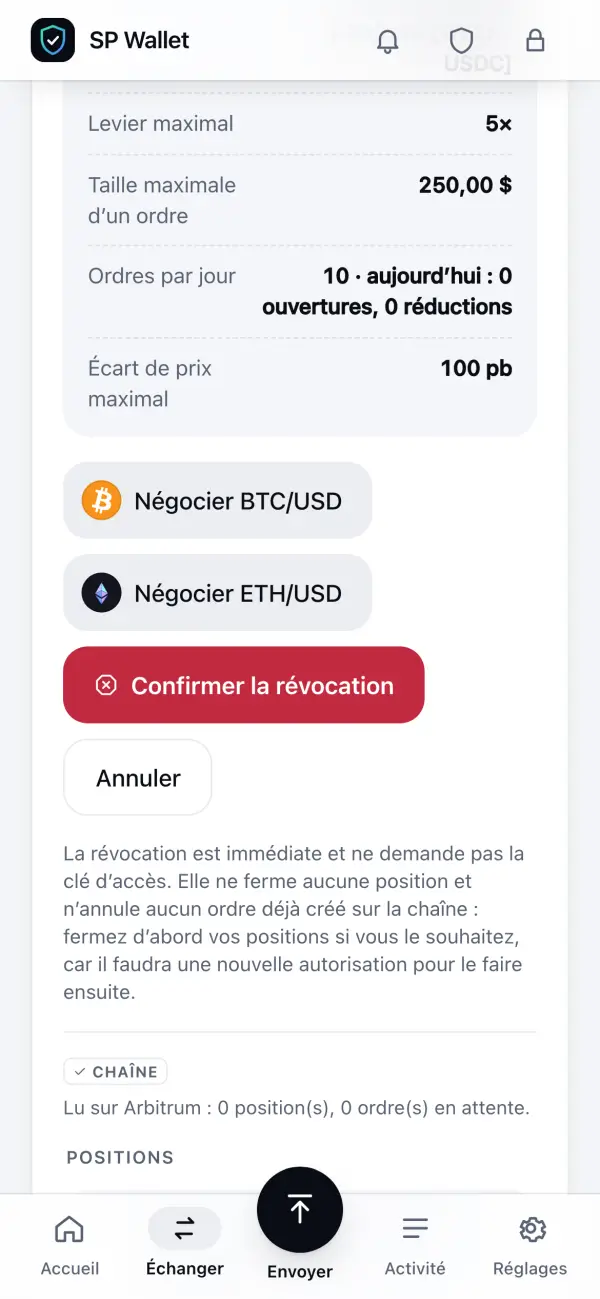 SP Wallet
USDC]
Levier maximal
5×
Taille maximale
d’un ordre
250,00 $
Ordres par jour
10 · aujourd’hui : 0
ouvertures, 0 réductions
Écart de prix
maximal
100 pb
Négocier BTC/USD
Négocier ETH/USD
Confirmer la révocation
Annuler
La révocation est immédiate et ne demande pas la
clé d’accès. Elle ne ferme aucune position et
n’annule aucun ordre déjà créé sur la chaîne :
fermez d’abord vos positions si vous le souhaitez,
car il faudra une nouvelle autorisation pour le faire
ensuite.
CHAÎNE
Lu sur Arbitrum : 0 position(s), 0 ordre(s) en attente.
POSITIONS
Accueil
Échanger
Envoyer
Activité
Réglages